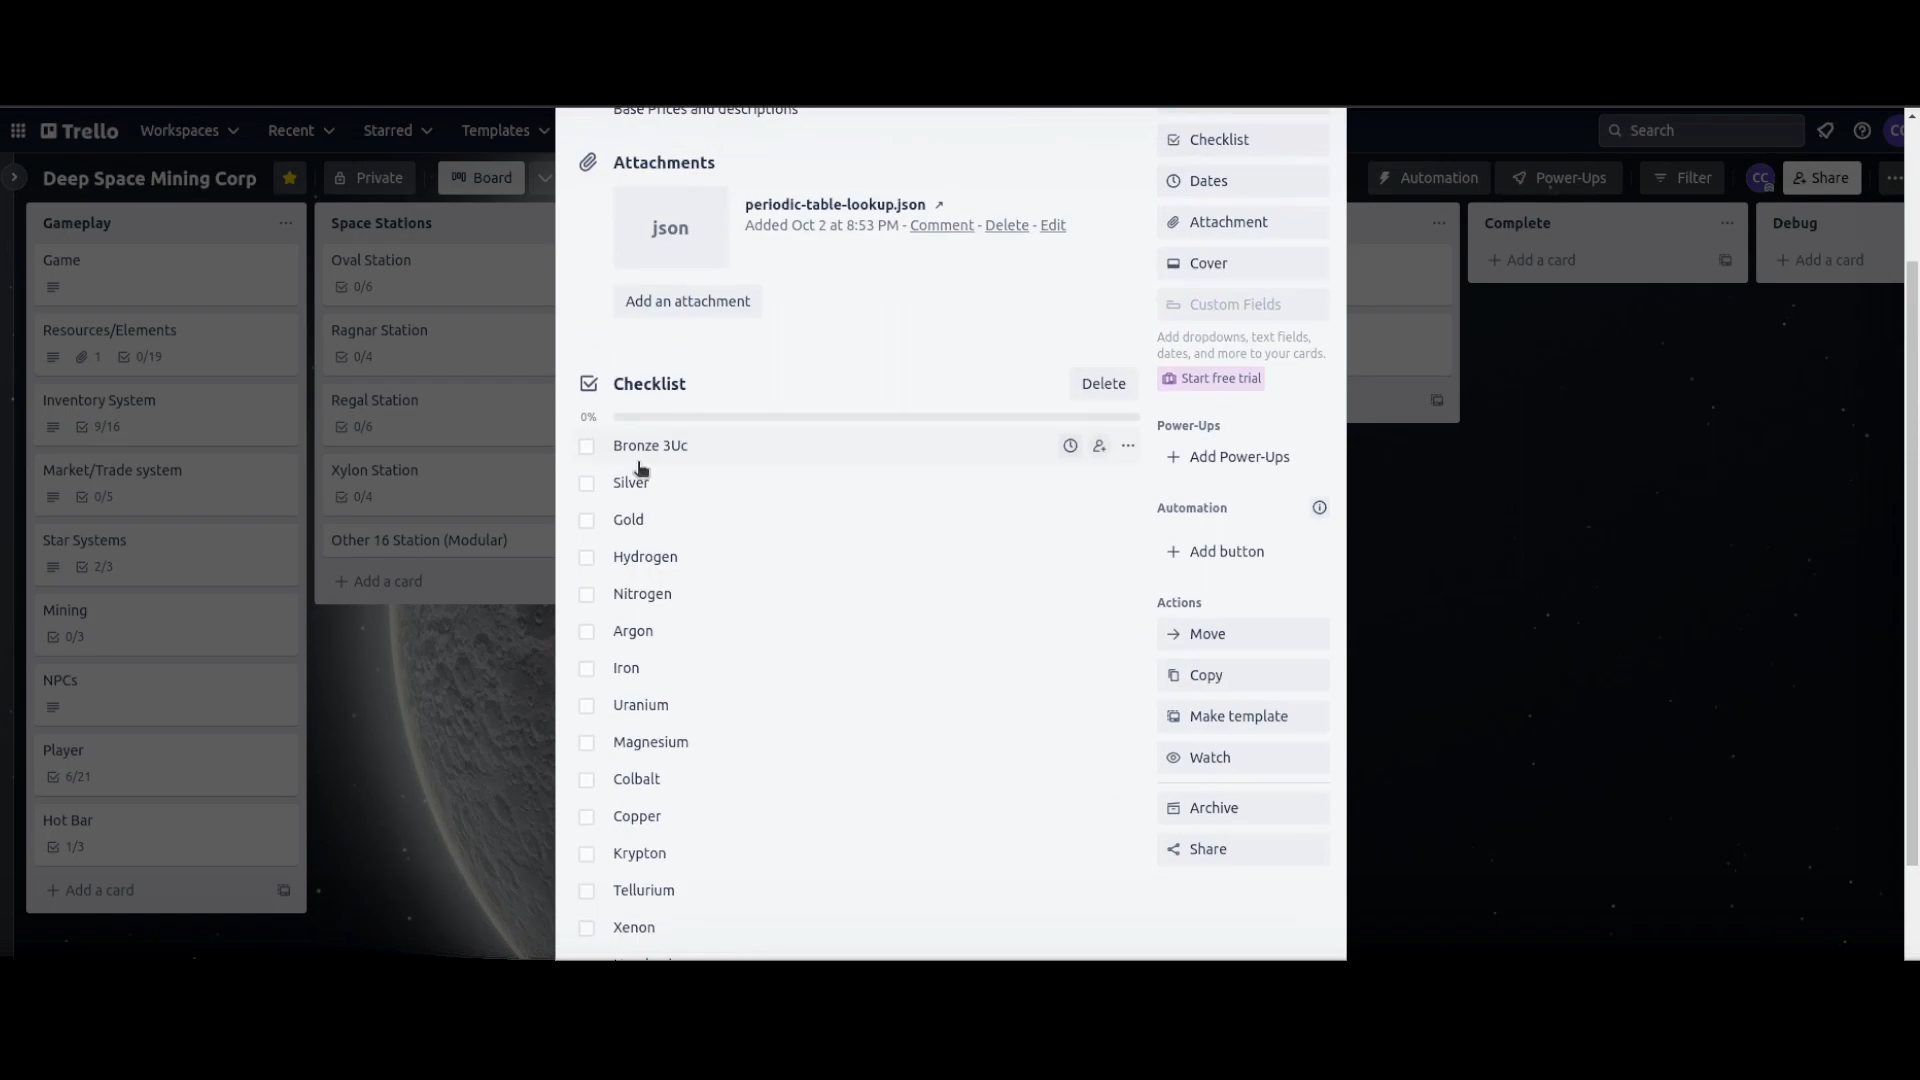 Base Prices and descriptions
Trello
Workspaces
Recent
Starred
Templates
Search
CC
Deep Space Mining Corp
Private
Board
Automation
Power-Ups
Filter
CC
Share
Gameplay
Game
Resources/Elements
1
0/19
Inventory System
9/16
Market/Trade system
0/5
Star Systems
2/3
Mining
0/3
NPCs
Player
6/21
Hot Bar
1/3
+ Add a card
Space Stations
Oval Station
0/6
Ragnar Station
0/4
Regal Station
0/6
Xylon Station
0/4
Other 16 Station (Modular)
+ Add a card
Attachments
json
periodic-table-lookup.json ↗
Added Oct 2 at 8:53 PM - Comment - Delete - Edit
Add an attachment
Checklist
Delete
0%
Bronze 3Uc
Silver
Gold
Hydrogen
Nitrogen
Argon
Iron
Uranium
Magnesium
Colbalt
Copper
Krypton
Tellurium
Xenon
Checklist
Dates
Attachment
Cover
Custom Fields
Add dropdowns, text fields,
dates, and more to your cards.
Start free trial
Power-Ups
+ Add Power-Ups
Automation
+ Add button
Actions
Move
Copy
Make template
Watch
Archive
Share
Complete
+ Add a card
Debug
+ Add a card